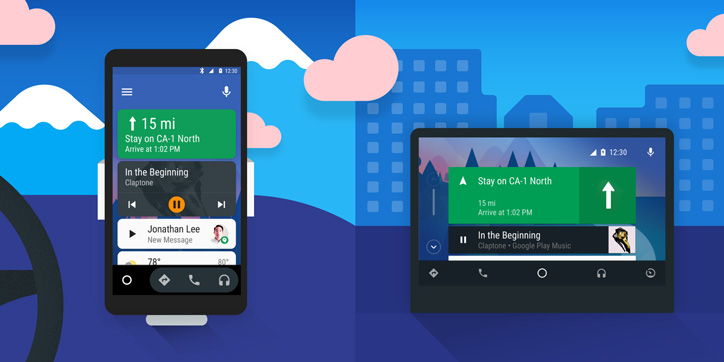 12:30
15 mi
Stay on CA-1 North
Arrive at 1:02 PM
In the Beginning
Claptone
Jonathan Lee
New Message
78°
80°
12:30
Stay on CA-1 North
15 mi
Arrive at 1:02 PM
In the Beginning
Claptone • Google Play Music